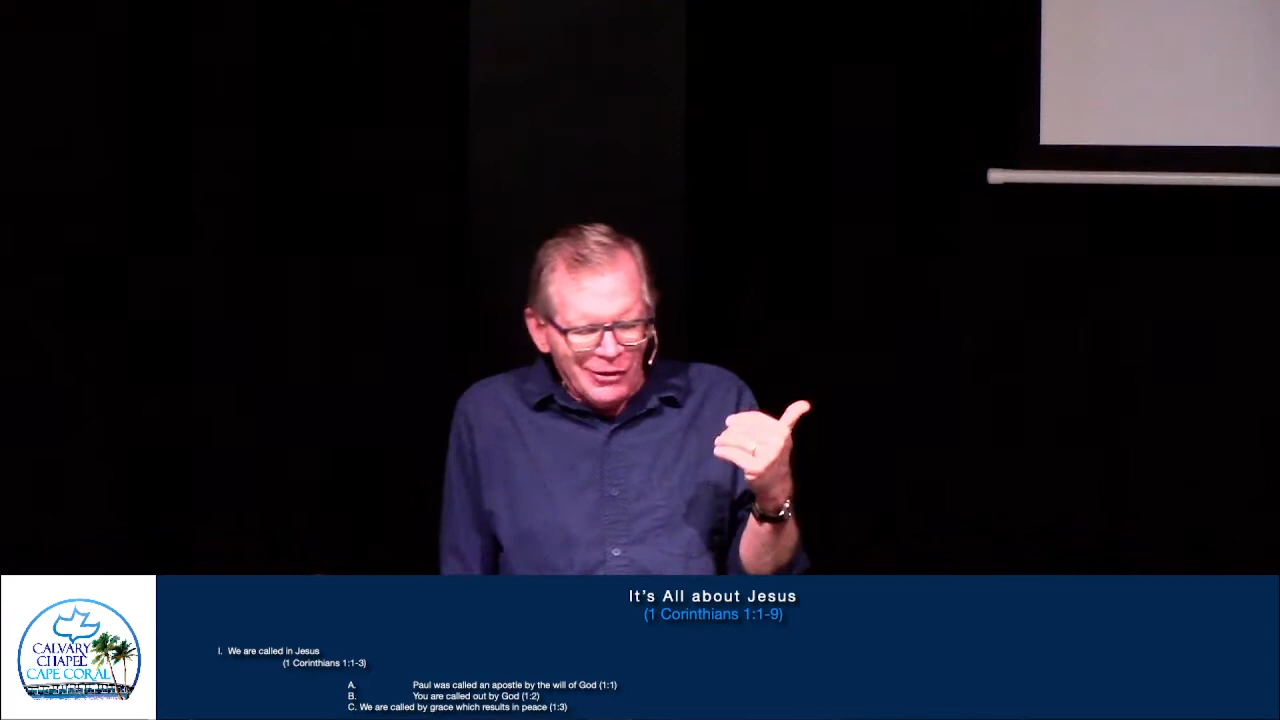 It's All about Jesus
(1 Corinthians 1:1-9)
CALVARY
CHAPEL
CAPE CORAL
I. We are called in Jesus
(1 Corinthians 1:1-3)
A. Paul was called an apostle by the will of God (1:1)
B. You are called out by God (1:2)
C. We are called by grace which results in peace (1:3)